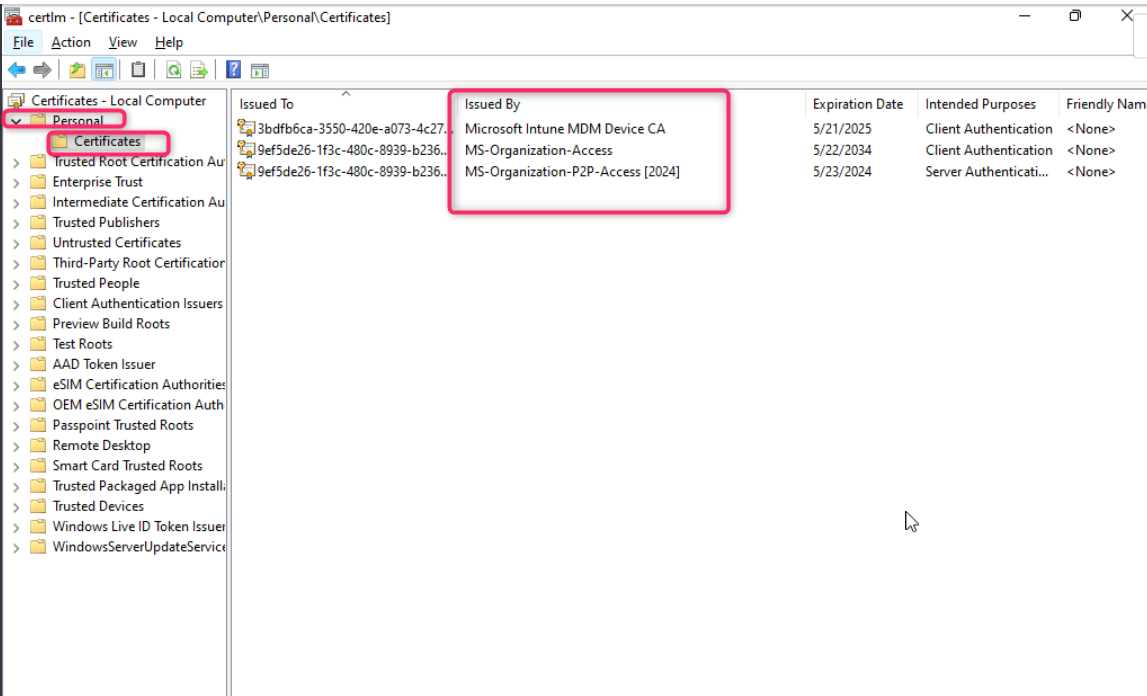 certlm - [Certificates - Local Computer\Personal\Certificates]
File Action View Help
Certificates - Local Computer
Personal
Certificates
Trusted Root Certification Au
Enterprise Trust
Intermediate Certification Au
Trusted Publishers
Untrusted Certificates
Third-Party Root Certification
Trusted People
Client Authentication Issuers
Preview Build Roots
Test Roots
AAD Token Issuer
eSIM Certification Authorities
OEM eSIM Certification Auth
Passpoint Trusted Roots
Remote Desktop
Smart Card Trusted Roots
Trusted Packaged App Install
Trusted Devices
Windows Live ID Token Issuer
WindowsServerUpdateService
Issued To Issued By Expiration Date Intended Purposes Friendly Nam
3bdfb6ca-3550-420e-a073-4c27... Microsoft Intune MDM Device CA 5/21/2025 Client Authentication <None>
9ef5de26-1f3c-480c-8939-b236... MS-Organization-Access 5/22/2034 Client Authentication <None>
9ef5de26-1f3c-480c-8939-b236... MS-Organization-P2P-Access [2024] 5/23/2024 Server Authenticati... <None>